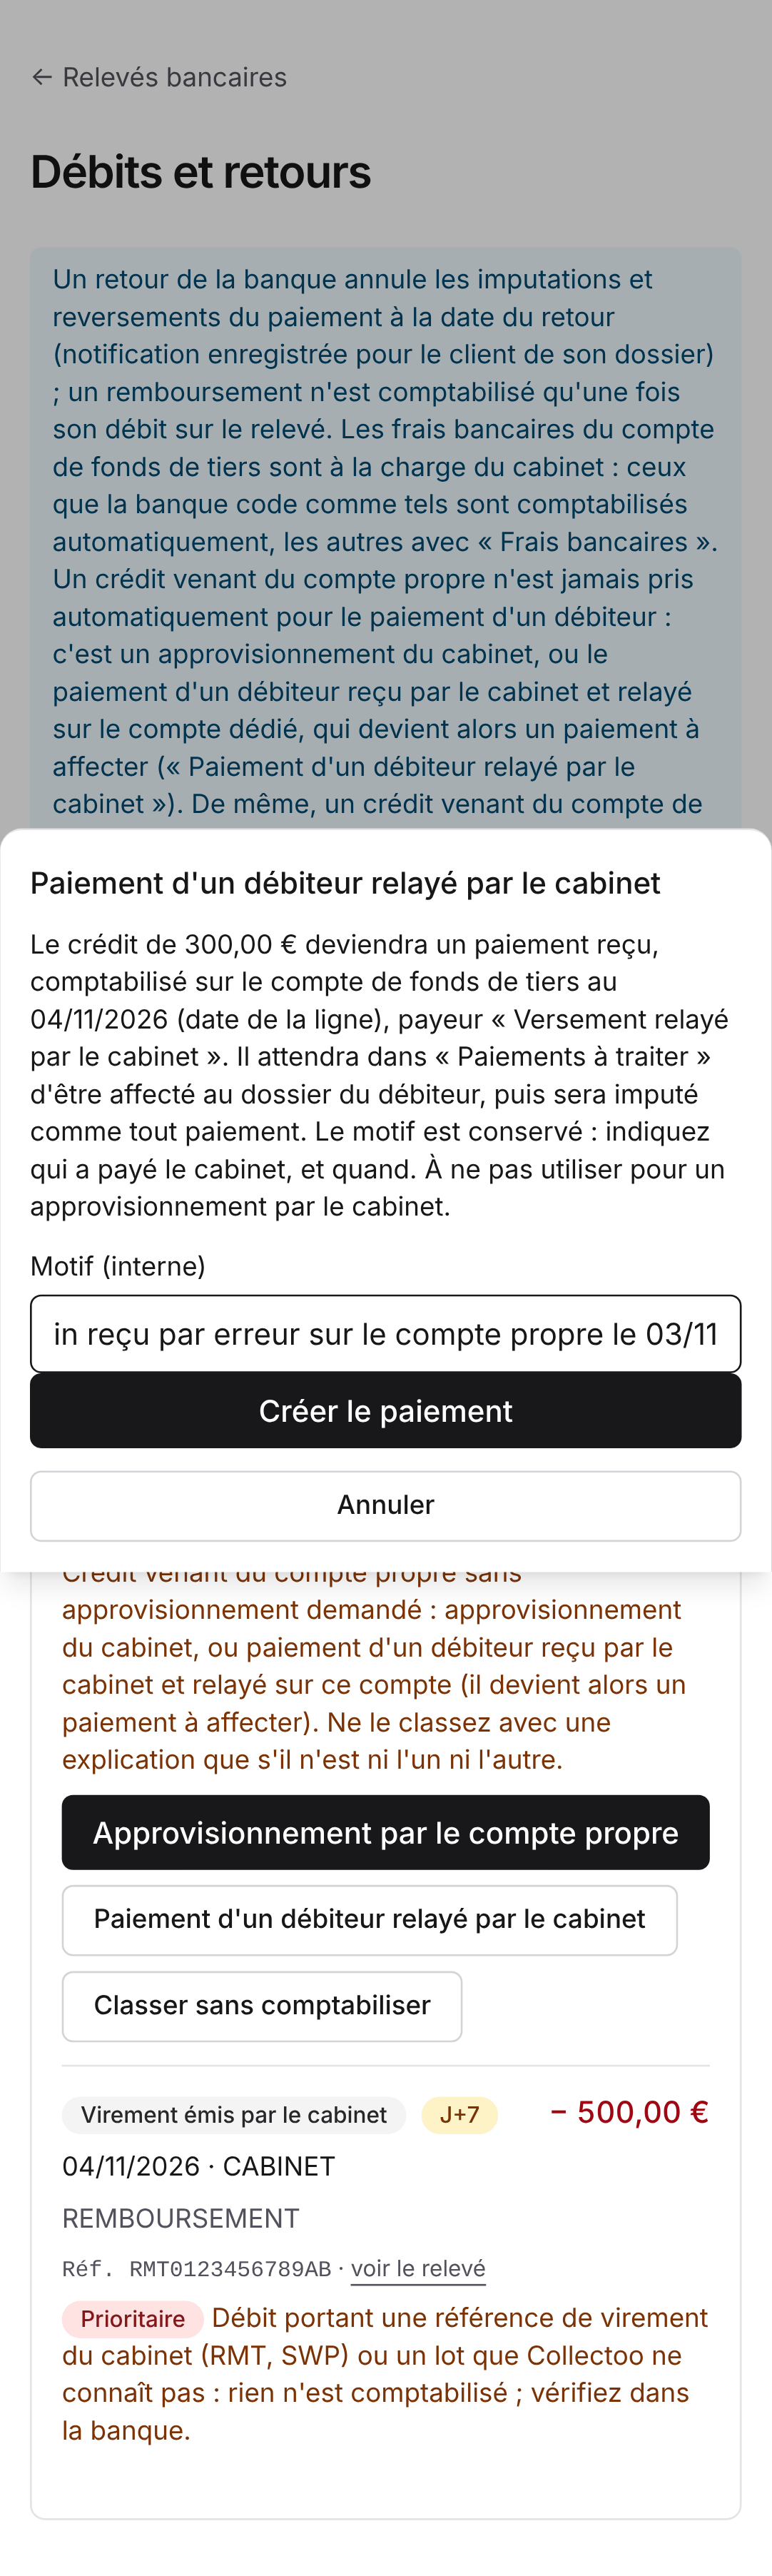 ← Relevés bancaires
Débits et retours
Un retour de la banque annule les imputations et
reversements du paiement à la date du retour
(notification enregistrée pour le client de son dossier)
; un remboursement n'est comptabilisé qu'une fois
son débit sur le relevé. Les frais bancaires du compte
de fonds de tiers sont à la charge du cabinet : ceux
que la banque code comme tels sont comptabilisés
automatiquement, les autres avec « Frais bancaires ».
Un crédit venant du compte propre n'est jamais pris
automatiquement pour le paiement d'un débiteur :
c'est un approvisionnement du cabinet, ou le
paiement d'un débiteur reçu par le cabinet et relayé
sur le compte dédié, qui devient alors un paiement à
affecter (« Paiement d'un débiteur relayé par le
cabinet »). De même, un crédit venant du compte de
Paiement d'un débiteur relayé par le cabinet
Le crédit de 300,00 € deviendra un paiement reçu,
comptabilisé sur le compte de fonds de tiers au
04/11/2026 (date de la ligne), payeur « Versement relayé
par le cabinet ». Il attendra dans « Paiements à traiter »
d'être affecté au dossier du débiteur, puis sera imputé
comme tout paiement. Le motif est conservé : indiquez
qui a payé le cabinet, et quand. À ne pas utiliser pour un
approvisionnement par le cabinet.
Motif (interne)
in reçu par erreur sur le compte propre le 03/11
Créer le paiement
Annuler
Crédit venant du compte propre sans
approvisionnement demandé : approvisionnement
du cabinet, ou paiement d'un débiteur reçu par le
cabinet et relayé sur ce compte (il devient alors un
paiement à affecter). Ne le classez avec une
explication que s'il n'est ni l'un ni l'autre.
Approvisionnement par le compte propre
Paiement d'un débiteur relayé par le cabinet
Classer sans comptabiliser
Virement émis par le cabinet J+7 − 500,00 €
04/11/2026 · CABINET
REMBOURSEMENT
Réf. RMT0123456789AB · voir le relevé
Prioritaire Débit portant une référence de virement
du cabinet (RMT, SWP) ou un lot que Collectoo ne
connaît pas : rien n'est comptabilisé ; vérifiez dans
la banque.